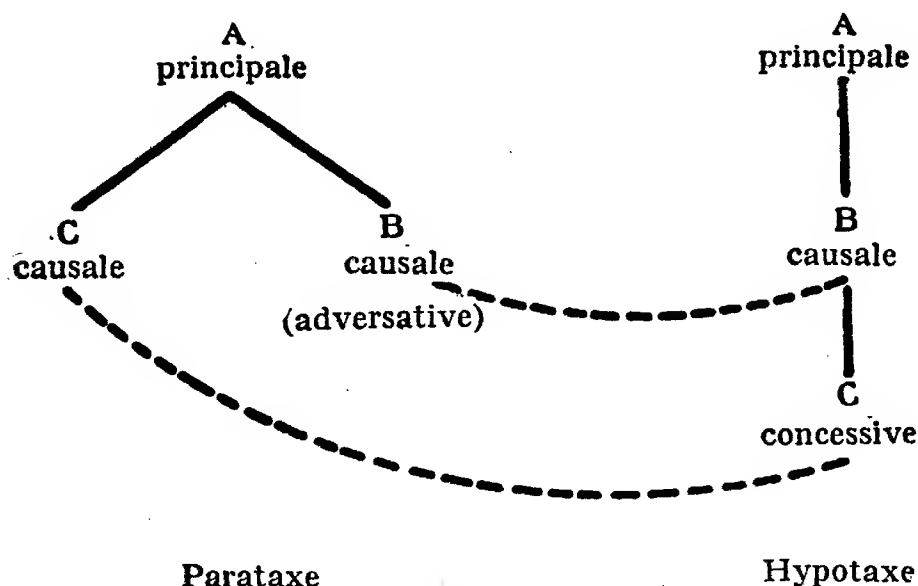 A
principale
C
causale
B
causale
(adversative)
Parataxe
A
principale
B
causale
C
concessive
Hypotaxe